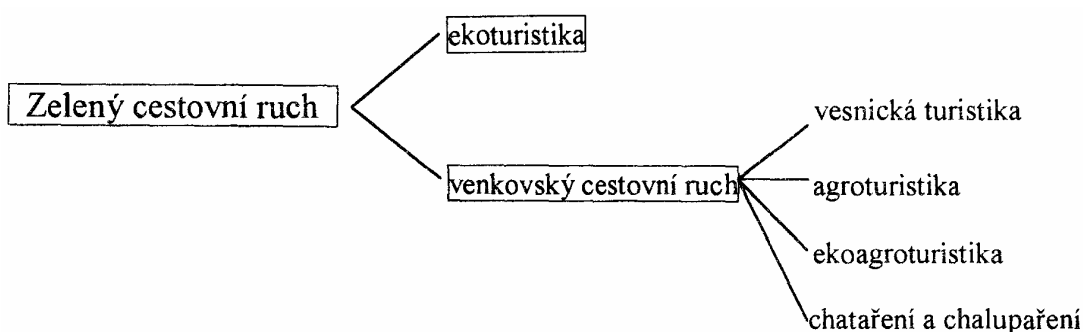 ekoturistika
Zelený cestovní ruch
vesnická turistika
venkovský cestovní ruch
agroturistika
ekoagroturistika
chataření a chalupaření